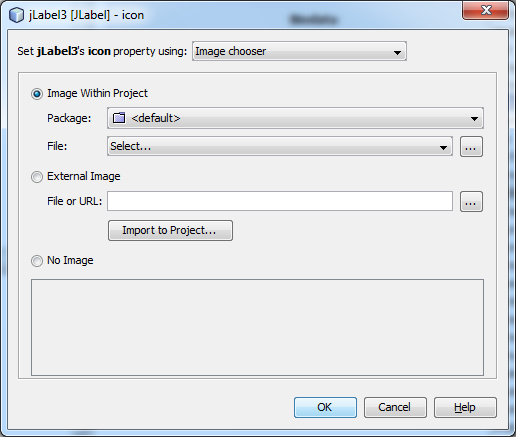 jLabel3 [JLabel] - icon
Set jLabel3's icon property using: Image chooser
Image Within Project
Package: <default>
File: Select... ...
External Image
File or URL: ...
Import to Project...
No Image
OK Cancel Help